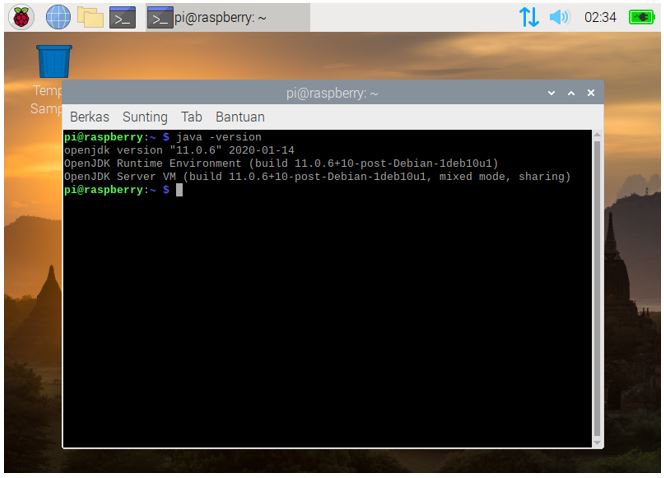 pi@raspberry: ~
02:34
Temp
Samp
pi@raspberry: ~
Berkas Sunting Tab Bantuan
pi@raspberry:~ $ java -version
openjdk version "11.0.6" 2020-01-14
OpenJDK Runtime Environment (build 11.0.6+10-post-Debian-1deb10u1)
OpenJDK Server VM (build 11.0.6+10-post-Debian-1deb10u1, mixed mode, sharing)
pi@raspberry:~ $